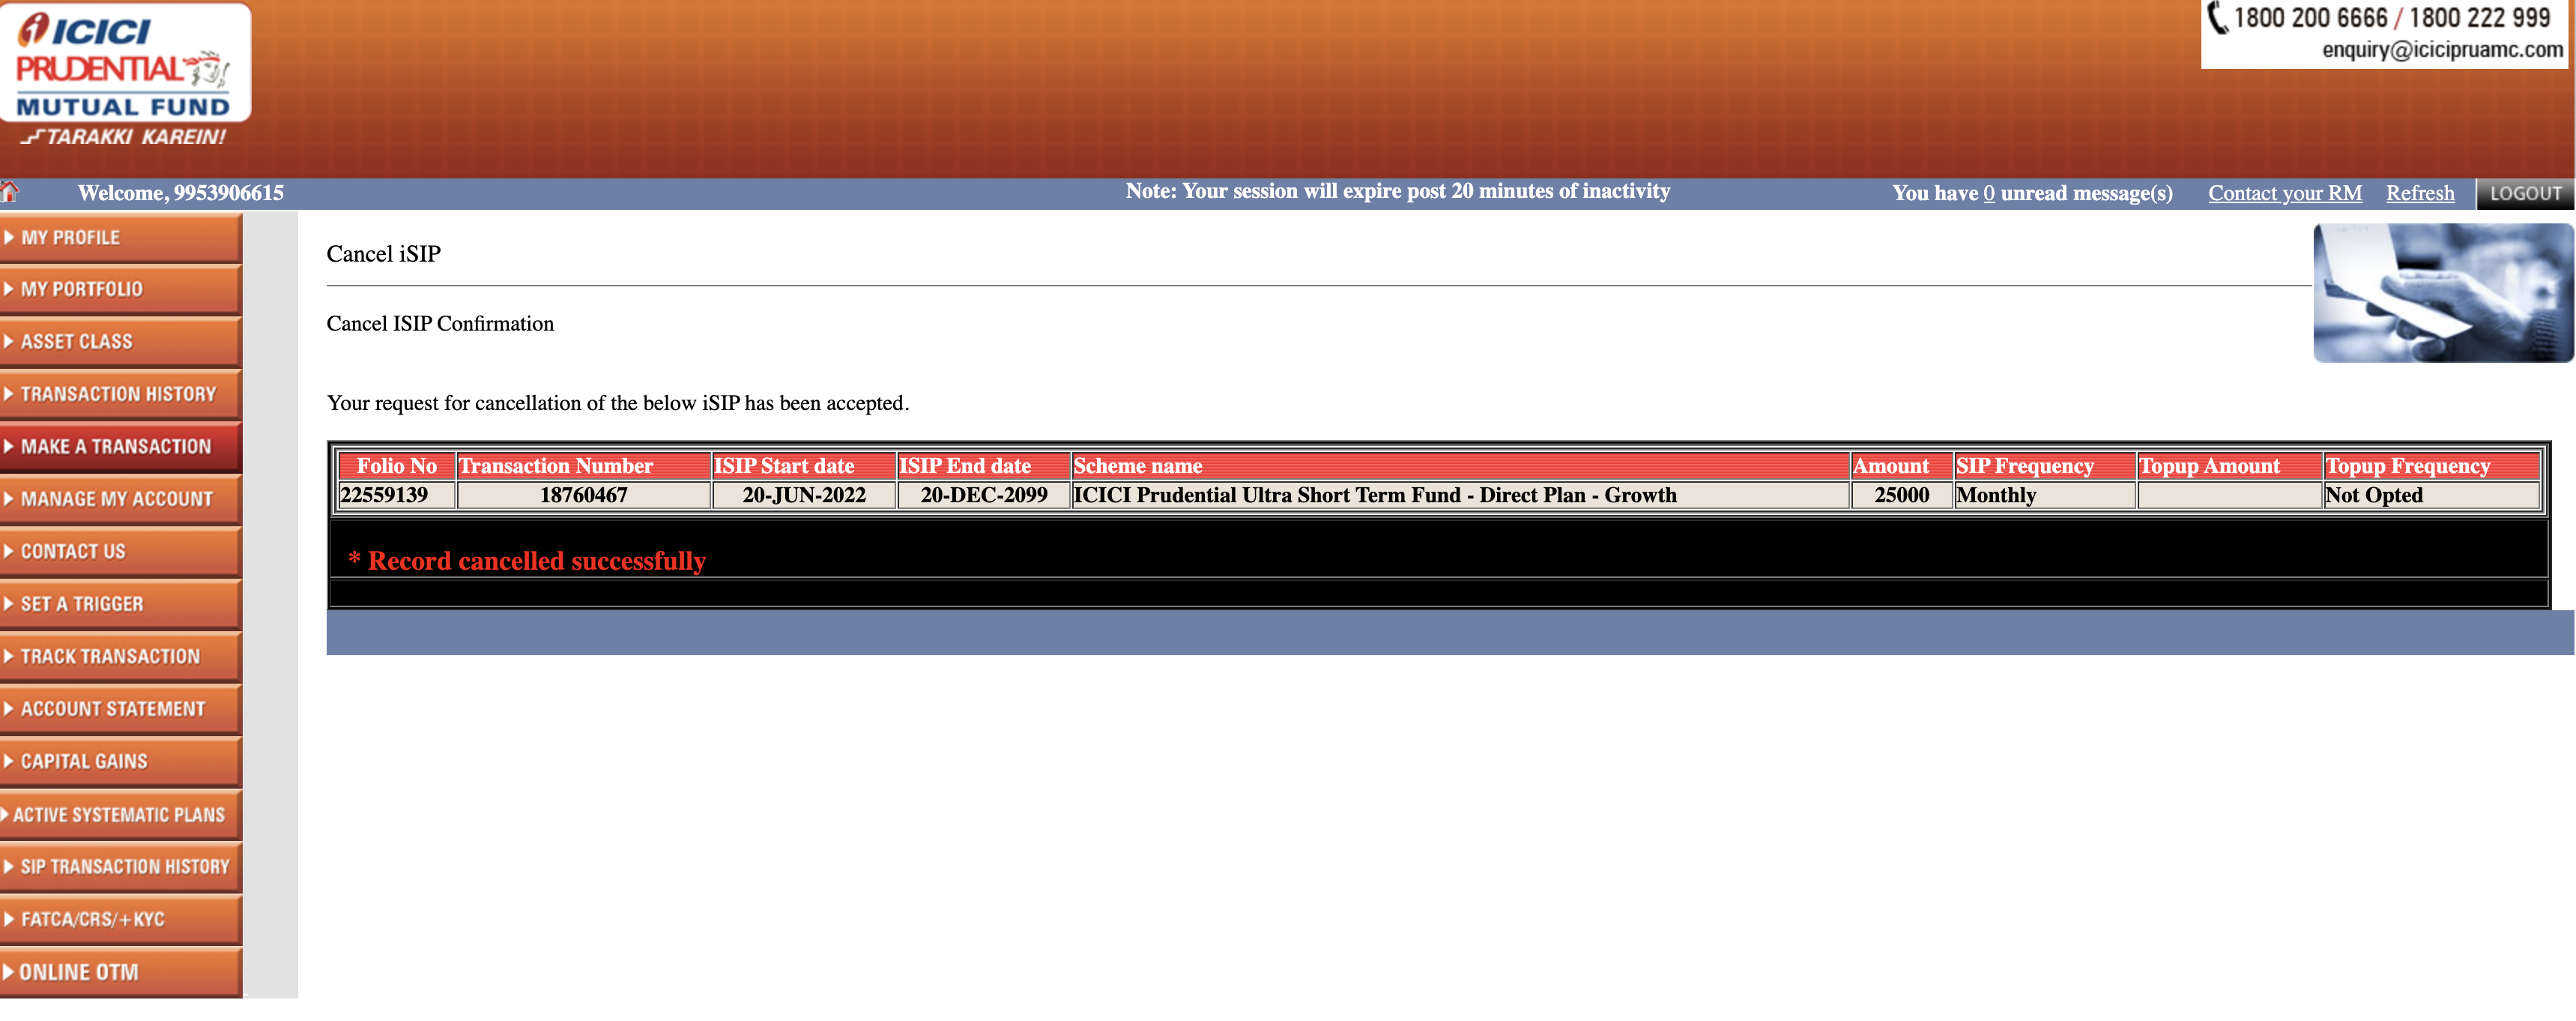 ICICI
PRUDENTIAL
MUTUAL FUND
TARAKKI KAREIN!
1800 200 6666 / 1800 222 999
enquiry@icicipruamc.com
Welcome, 9953906615 Note: Your session will expire post 20 minutes of inactivity You have 0 unread message(s) Contact your RM Refresh LOGOUT
MY PROFILE
MY PORTFOLIO
ASSET CLASS
TRANSACTION HISTORY
MAKE A TRANSACTION
MANAGE MY ACCOUNT
CONTACT US
SET A TRIGGER
TRACK TRANSACTION
ACCOUNT STATEMENT
CAPITAL GAINS
ACTIVE SYSTEMATIC PLANS
SIP TRANSACTION HISTORY
FATCA/CRS/+KYC
ONLINE OTM
Cancel iSIP
Cancel ISIP Confirmation
Your request for cancellation of the below iSIP has been accepted.
Folio No Transaction Number ISIP Start date ISIP End date Scheme name Amount SIP Frequency Topup Amount Topup Frequency
22559139 18760467 20-JUN-2022 20-DEC-2099 ICICI Prudential Ultra Short Term Fund - Direct Plan - Growth 25000 Monthly Not Opted
* Record cancelled successfully